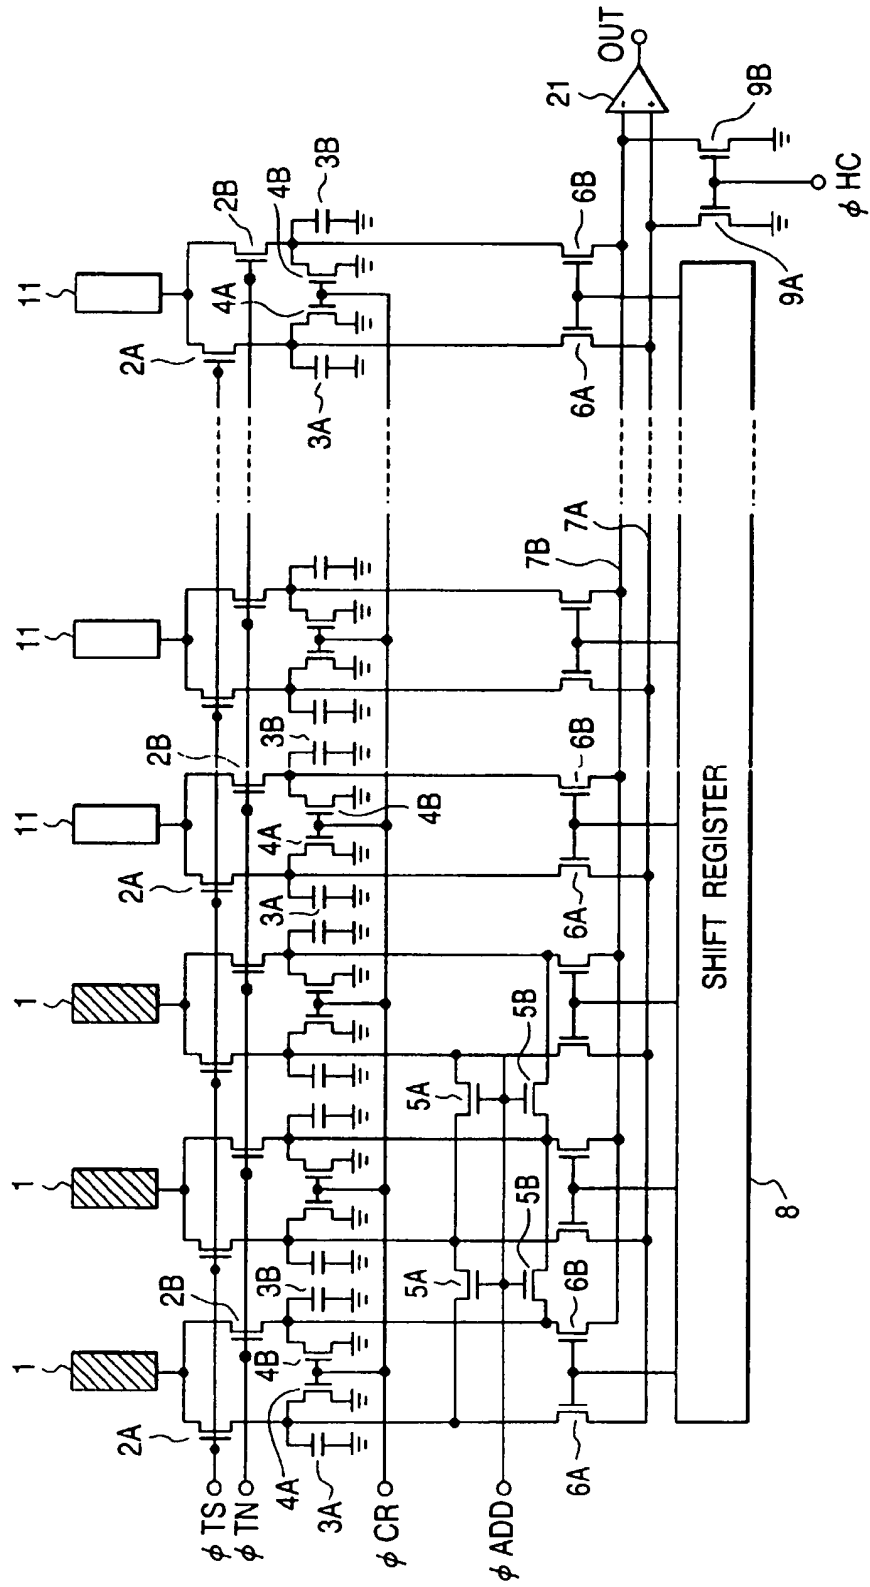 1
1
1
11
11
11
2A
2A
2A
2B
2B
2B
φ TS
4A
φ TN
4B
3B
4A
3A
3B
4B
4A
3A
3A
3B
φ CR
4B
5A
5A
φ ADD
5B
5B
7B
21
OUT
6A
6B
6A
6B
6A
6B
7A
SHIFT REGISTER
9B
8
9A
φ HC